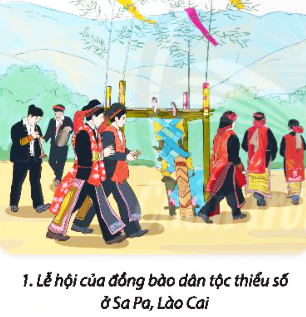 1. Lễ hội của đồng bào dân tộc thiểu số
ở Sa Pa, Lào Cai